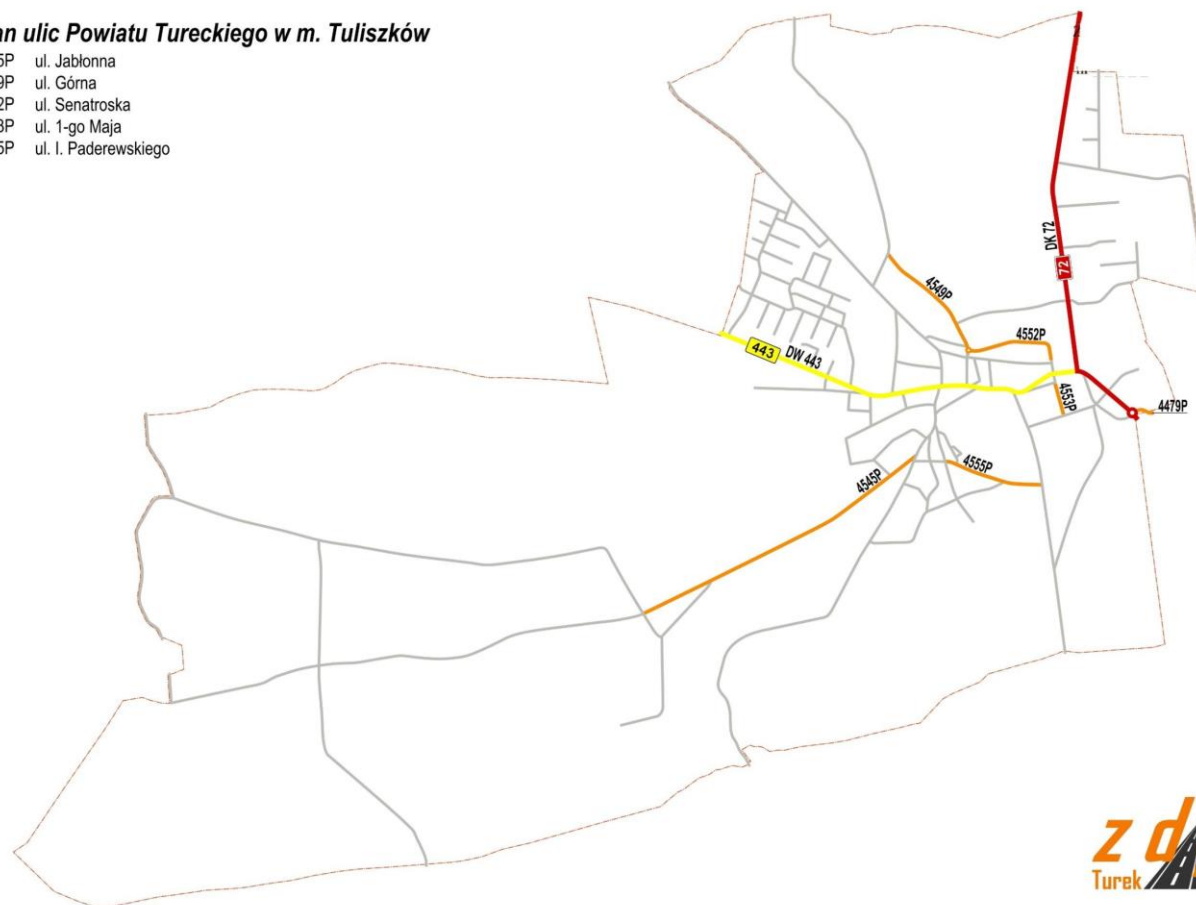 an ulic Powiatu Tureckiego w m. Tuliszków
5P ul. Jabłonna
9P ul. Górna
2P ul. Senatroska
3P ul. 1-go Maja
5P ul. I. Paderewskiego
DK 72
72
4549P
4552P
443 DW 443
4553P
4479P
4555P
4545P
z d
Turek